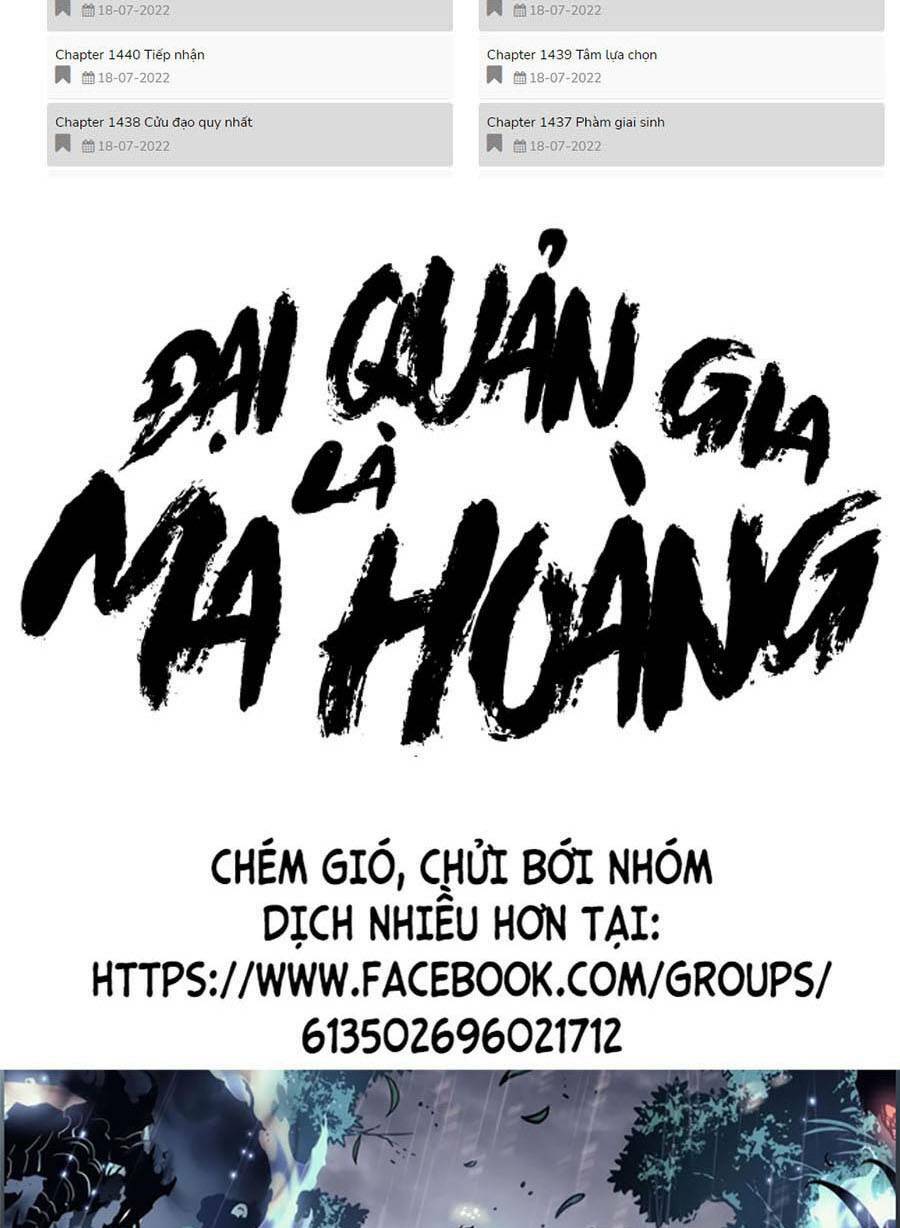 18-07-2022 18-07-2022
Chapter 1440 Tiếp nhận Chapter 1439 Tâm lựa chọn
18-07-2022 18-07-2022
Chapter 1438 Cửu đạo quy nhất Chapter 1437 Phàm giai sinh
18-07-2022 18-07-2022
ĐẠI QUẢN GIA
LÀ
MA HOÀNG
CHÉM GIÓ, CHỬI BỚI NHÓM
DỊCH NHIỀU HƠN TẠI:
HTTPS://WWW.FACEBOOK.COM/GROUPS/
613502696021712